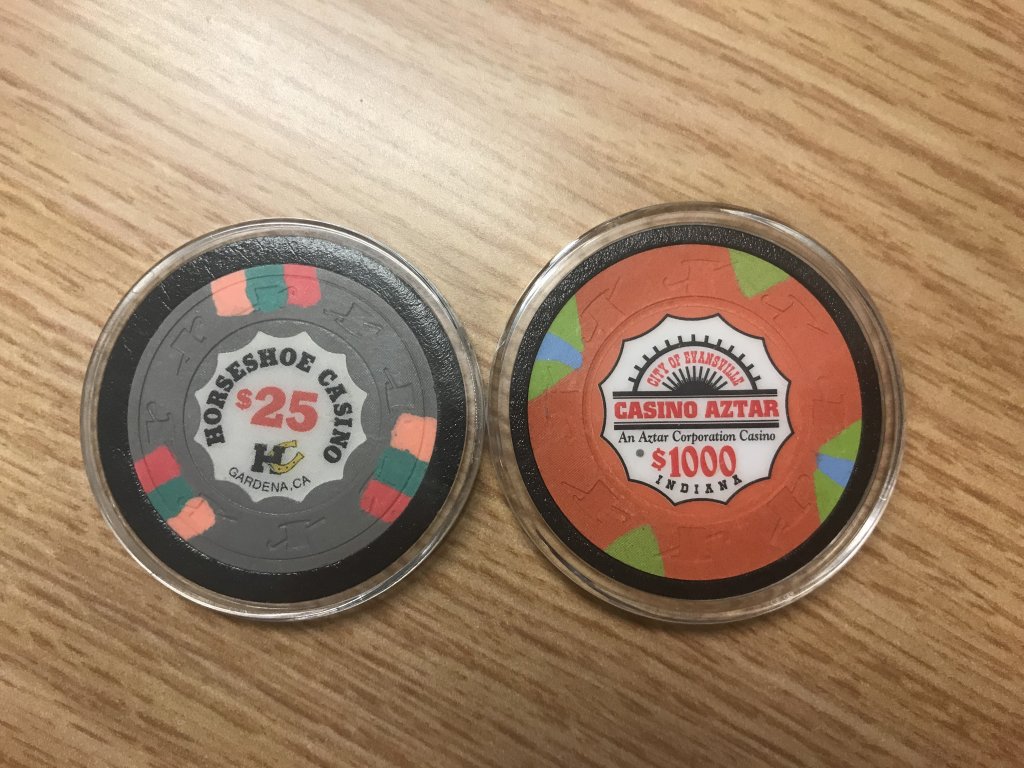 HORSESHOE CASINO
$25
HC
GARDENA, CA
CITY OF EVANSVILLE
CASINO AZTAR
An Aztar Corporation Casino
$1000
INDIANA